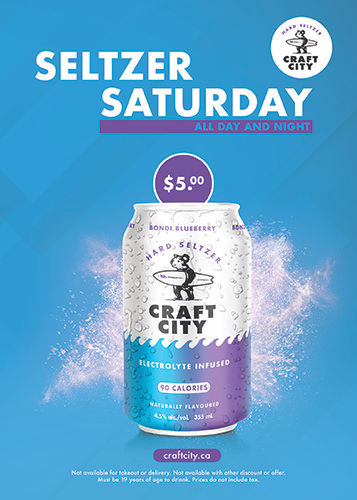 SELTZER
SATURDAY
ALL DAY AND NIGHT
HARD SELTZER
CRAFT
CITY
$5.00
BONDI BLUEBERRY
BONDI
HARD SELTZER
CRAFT
CITY
ELECTROLYTE INFUSED
90 CALORIES
NATURALLY FLAVOURED
4.5% alc./vol. 355 mL
craftcity.ca
Not available for takeout or delivery. Not available with other discount or offer.
Must be 19 years of age to drinnk. Prices do not include tax.